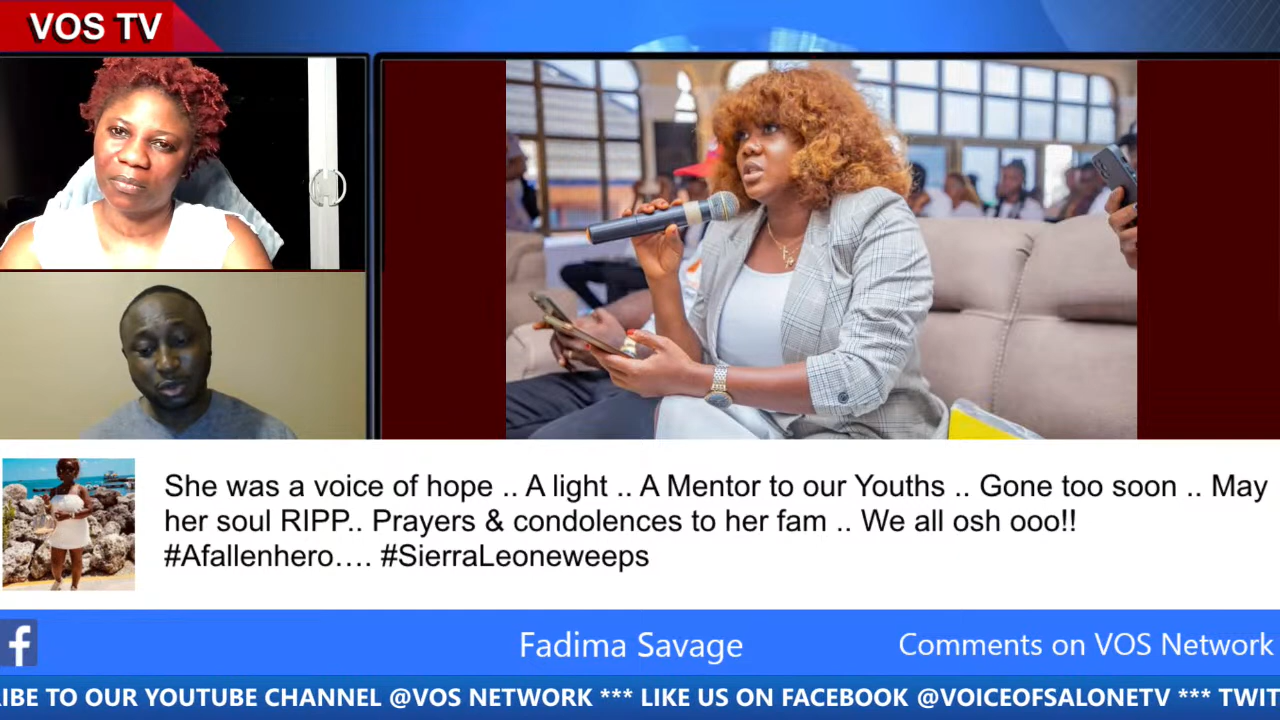 VOS TV
She was a voice of hope .. A light .. A Mentor to our Youths .. Gone too soon .. May
her soul RIPP.. Prayers & condolences to her fam .. We all osh ooo!!
#Afallenhero…. #SierraLeoneweeps
f
Fadima Savage
Comments on VOS Network
IBE TO OUR YOUTUBE CHANNEL @VOS NETWORK *** LIKE US ON FACEBOOK @VOICEOFSALONETV *** TWIT